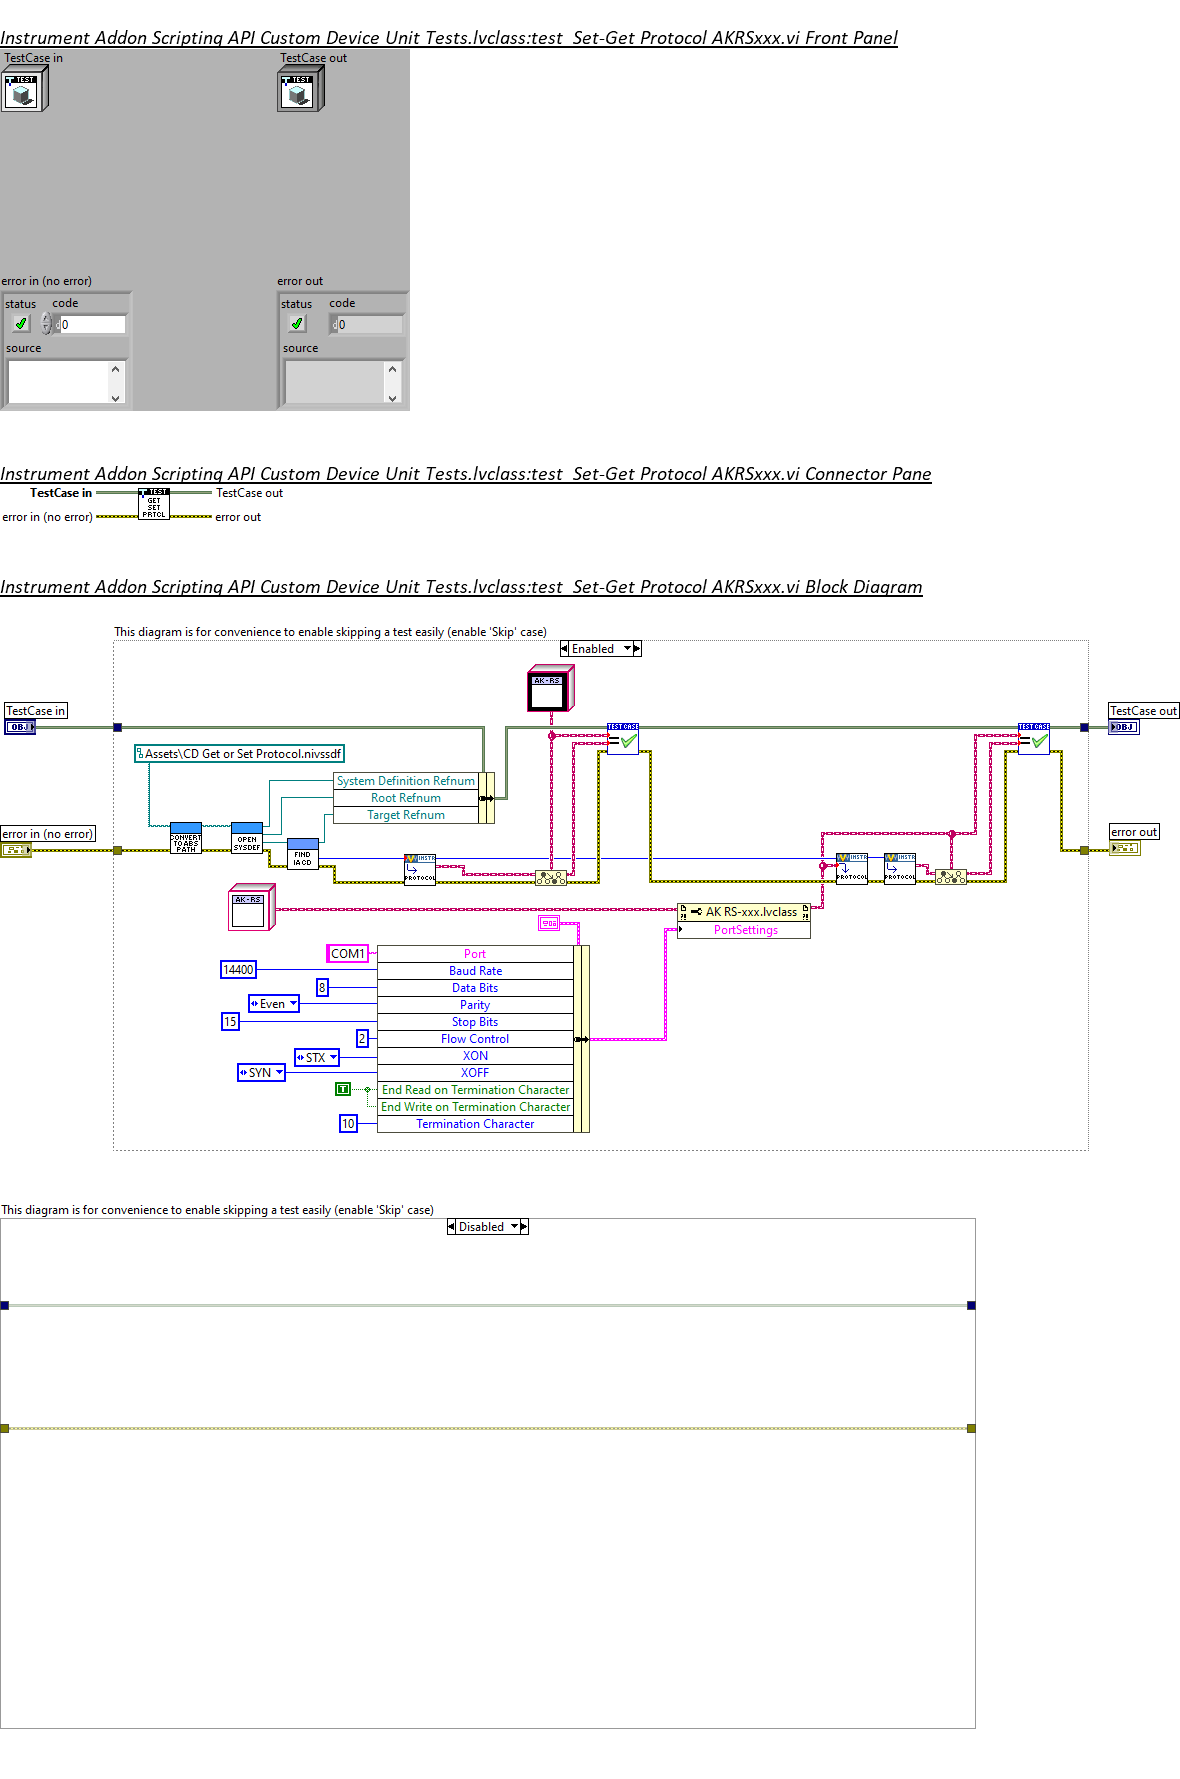 Instrument Addon Scripting API Custom Device Unit Tests.lvclass:test_Set-Get Protocol AKRSxxx.vi Front Panel
TestCase in
TestCase out
TEST
TEST
error in (no error)
error out
status
code
status
code
d 0
d 0
source
source
Instrument Addon Scripting API Custom Device Unit Tests.lvclass:test_Set-Get Protocol AKRSxxx.vi Connector Pane
TestCase in
TEST
GET
SET
PRTCL
TestCase out
error in (no error)
error out
Instrument Addon Scripting API Custom Device Unit Tests.lvclass:test_Set-Get Protocol AKRSxxx.vi Block Diagram
This diagram is for convenience to enable skipping a test easily (enable 'Skip' case)
Enabled
AK-RS
TestCase in
OBJ
TEST CASE
TEST CASE
TestCase out
OBJ
Assets\CD Get or Set Protocol.nivssdf
System Definition Refnum
Root Refnum
Target Refnum
error in (no error)
error out
CONVERT
TO ABS
PATH
OPEN
SYSDEF
FIND
IACD
INSTR
PROTOCOL
INSTR
PROTOCOL
INSTR
PROTOCOL
AK-RS
AK RS-xxx.lvclass
PortSettings
COM1
Port
14400
Baud Rate
8
Data Bits
Even
Parity
15
Stop Bits
2
Flow Control
STX
XON
SYN
XOFF
T
End Read on Termination Character
End Write on Termination Character
10
Termination Character
This diagram is for convenience to enable skipping a test easily (enable 'Skip' case)
Disabled